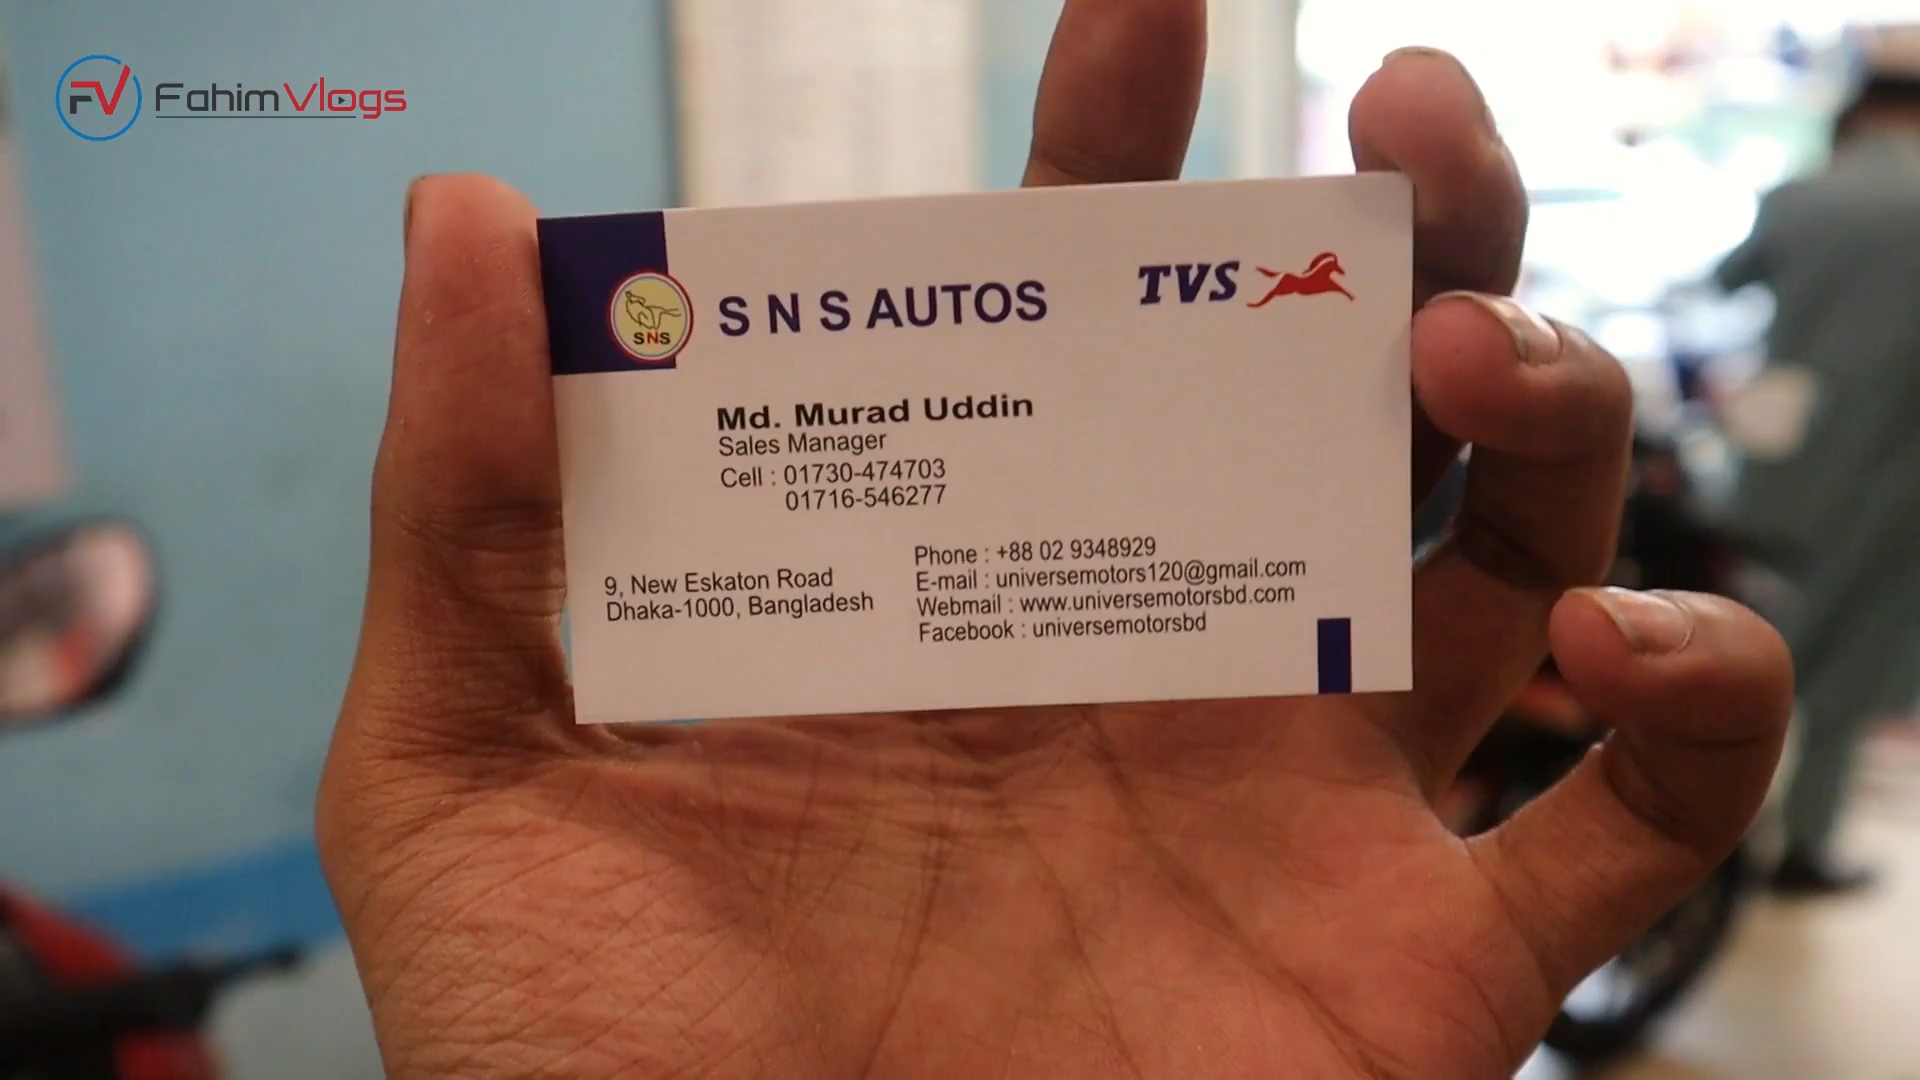 FV FahimVlogs
S N S AUTOS
TVS
SNS
Md. Murad Uddin
Sales Manager
Cell : 01730-474703
01716-546277
9, New Eskaton Road
Dhaka-1000, Bangladesh
Phone : +88 02 9348929
E-mail : universemotors120@gmail.com
Webmail : www.universemotorsbd.com
Facebook : universemotorsbd